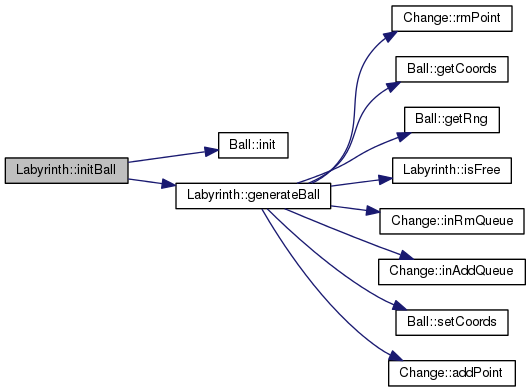 Change::rmPoint
Ball::getCoords
Ball::getRng
Ball::init
Labyrinth::initBall
Labyrinth::isFree
Labyrinth::generateBall
Change::inRmQueue
Change::inAddQueue
Ball::setCoords
Change::addPoint